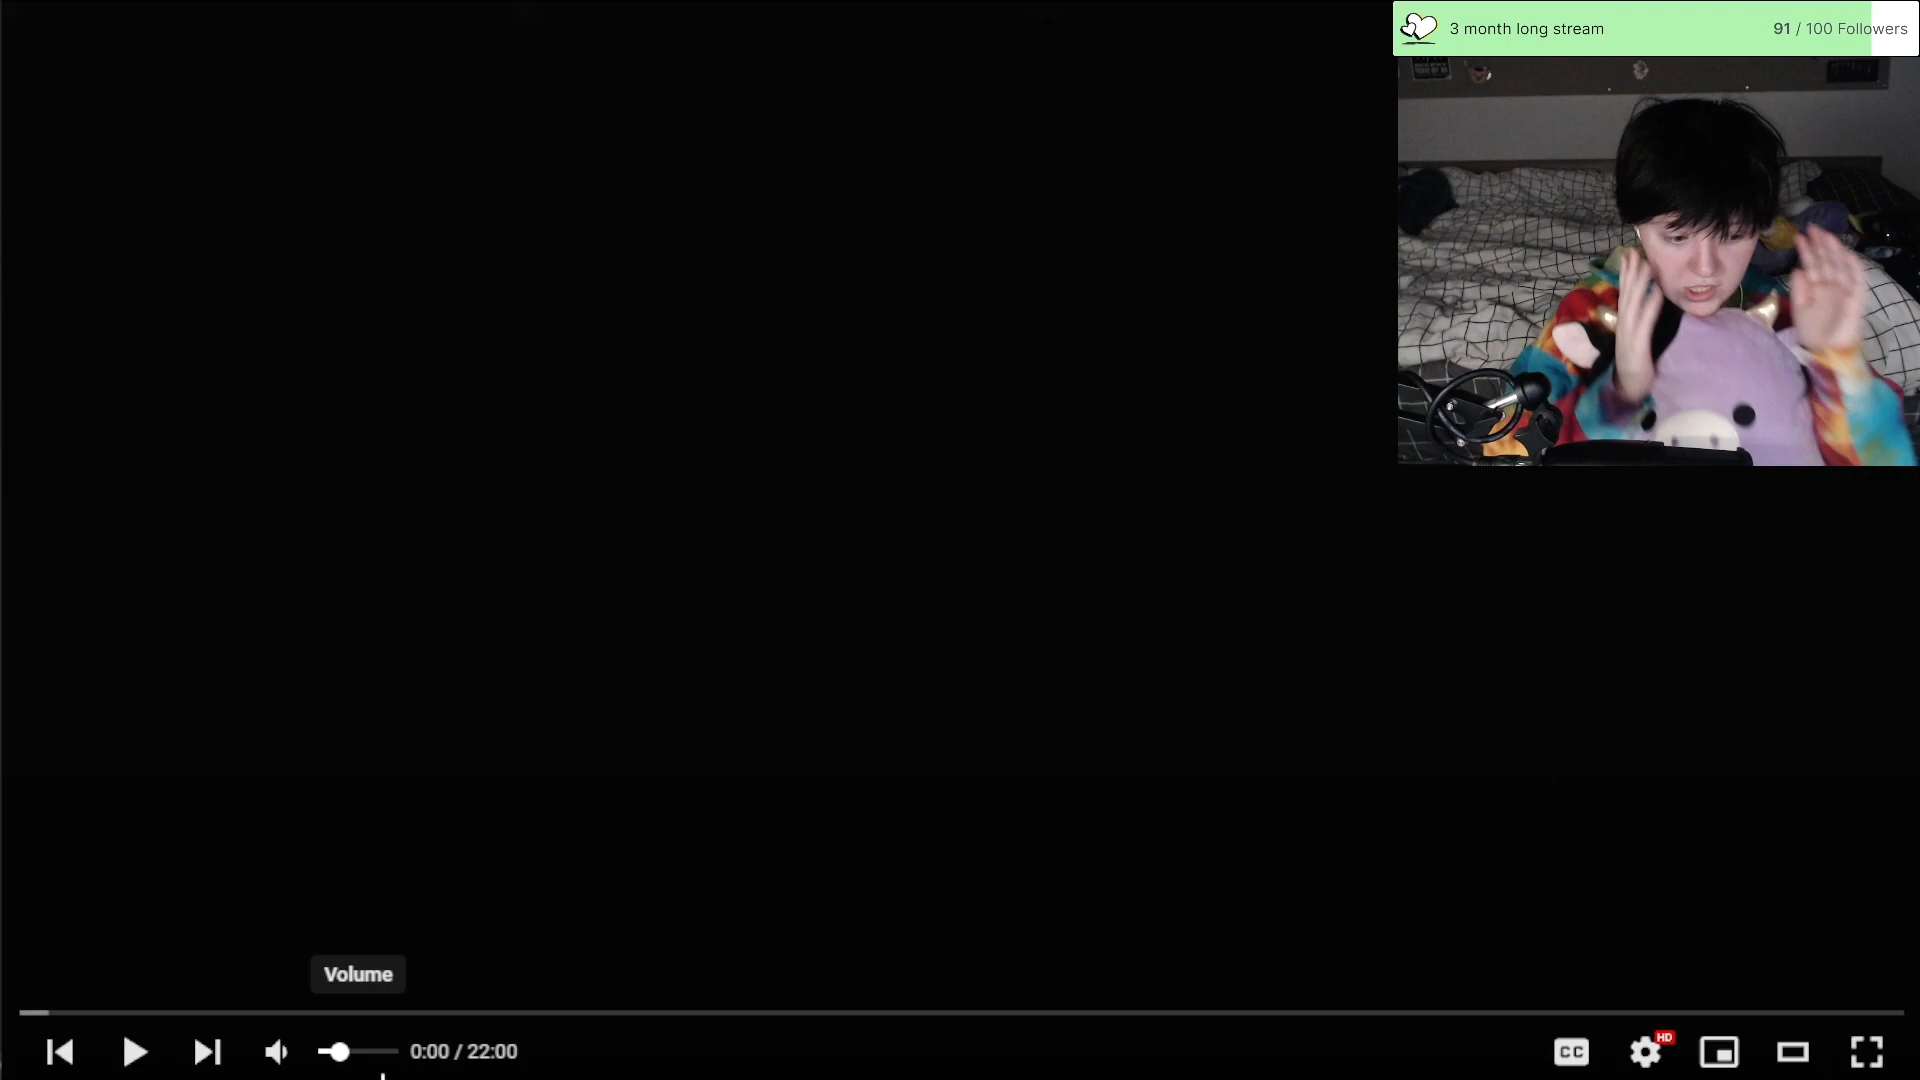 3 month long stream
91 / 100 Followers
Volume
0:00 / 22:00
CC
HD